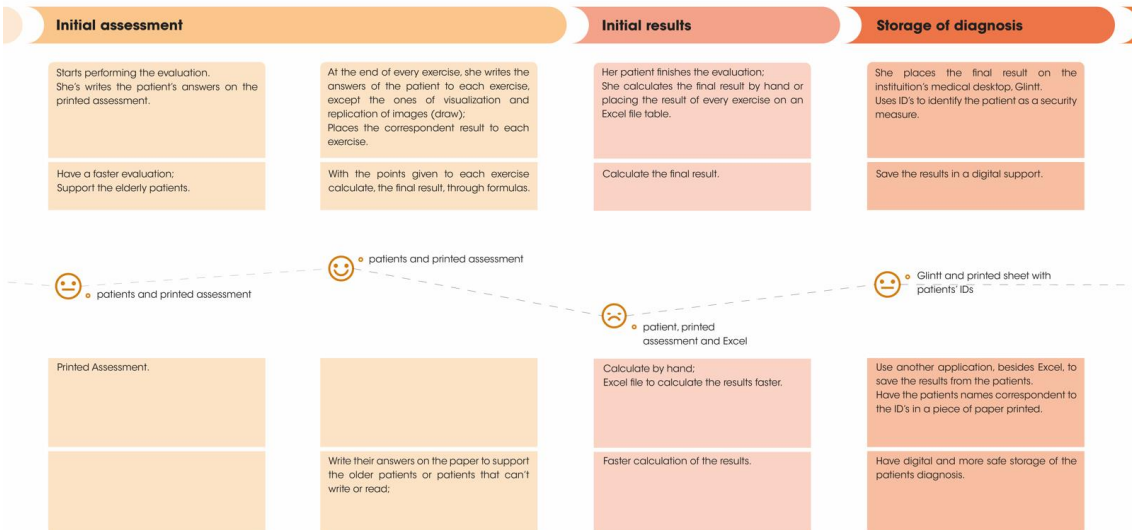 Initial assessment
Initial results
Storage of diagnosis
Starts performing the evaluation.
She's writes the patient's answers on the
printed assessment.
At the end of every exercise, she writes the
answers of the patient to each exercise,
except the ones of visualization and
replication of images (draw);
Places the correspondent result to each
exercise.
Her patient finishes the evaluation;
She calculates the final result by hand or
placing the result of every exercise on an
Excel file table.
She places the final result on the
instituition's medical desktop, Glintt.
Uses ID's to identify the patient as a security
measure.
Have a faster evaluation;
Support the elderly patients.
With the points given to each exercise
calculate, the final result, through formulas.
Calculate the final result.
Save the results in a digital support.
patients and printed assessment
patients and printed assessment
patient, printed
assessment and Excel
Glintt and printed sheet with
patients' IDs
Printed Assessment.
Calculate by hand;
Excel file to calculate the results faster.
Use another application, besides Excel, to
save the results from the patients.
Have the patients names correspondent to
the ID's in a piece of paper printed.
Write their answers on the paper to support
the older patients or patients that can't
write or read;
Faster calculation of the results.
Have digital and more safe storage of the
patients diagnosis.